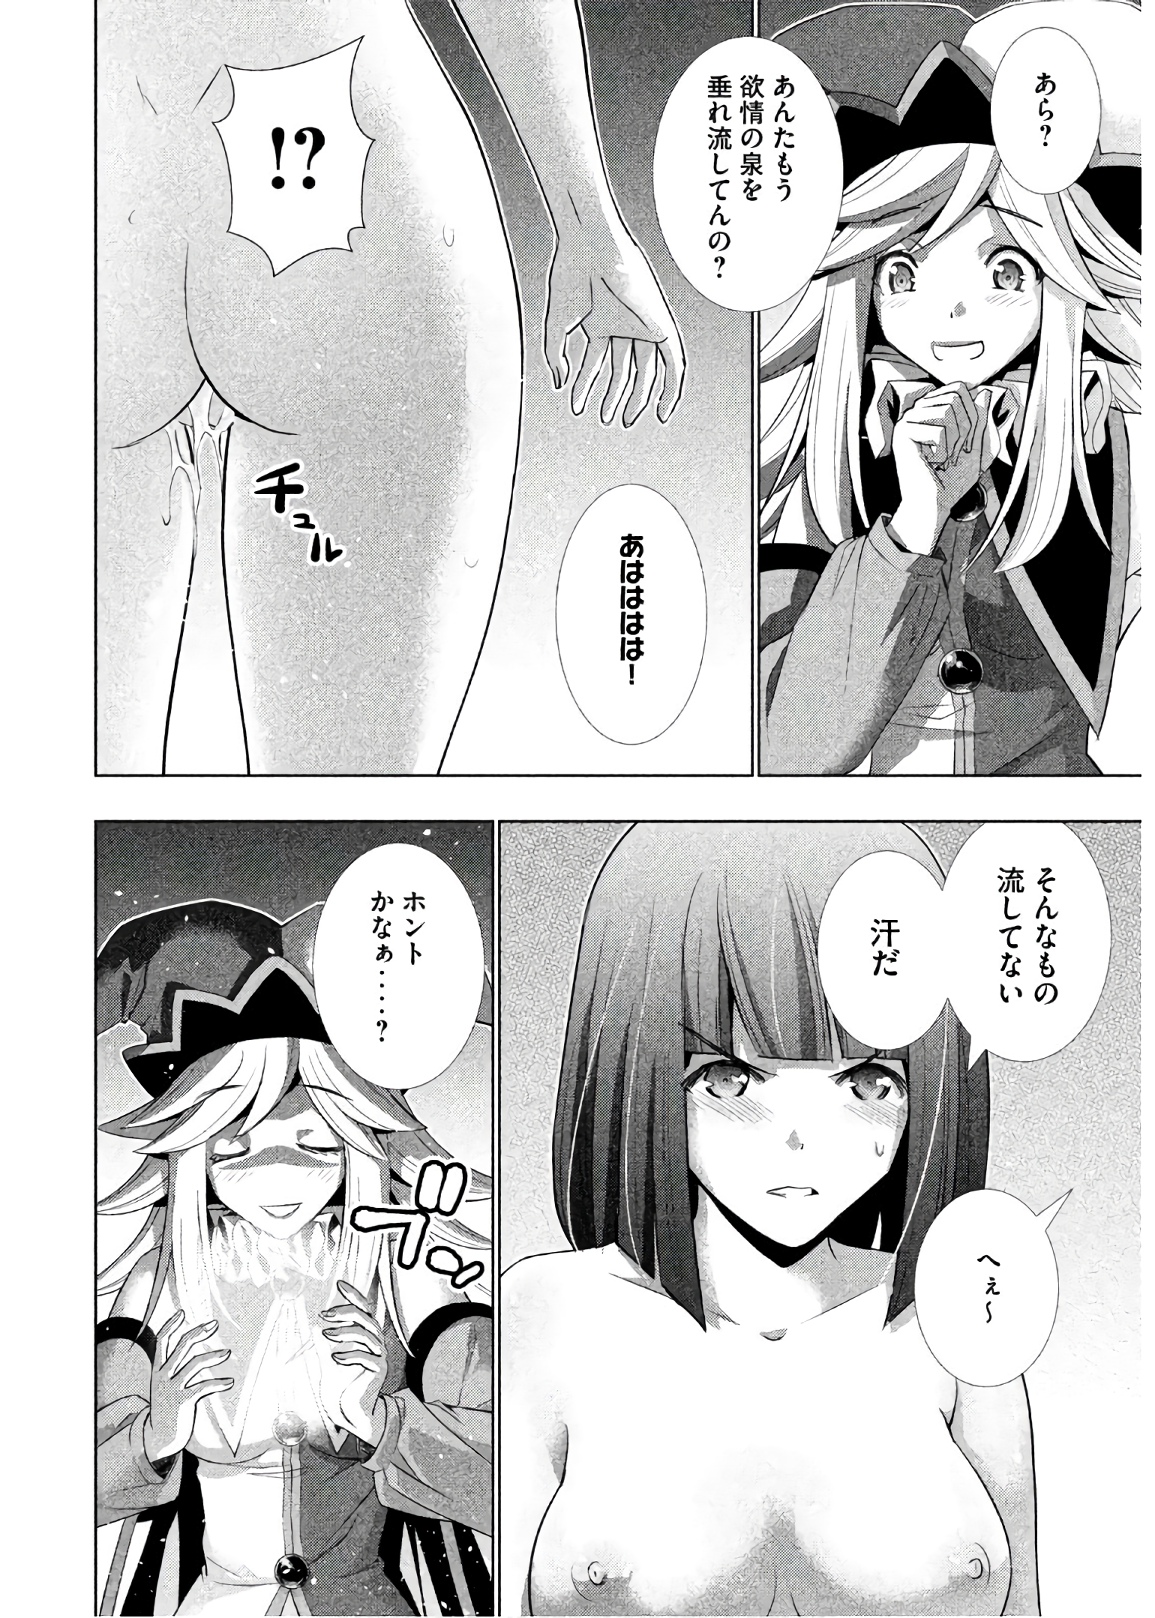 あら？
あんたもう
欲情の泉を
垂れ流してんの？
！？
チュル
あはははは！
そんなもの
流してない
汗だ
へぇ〜
ホント
かなぁ‥‥？
ブゥン